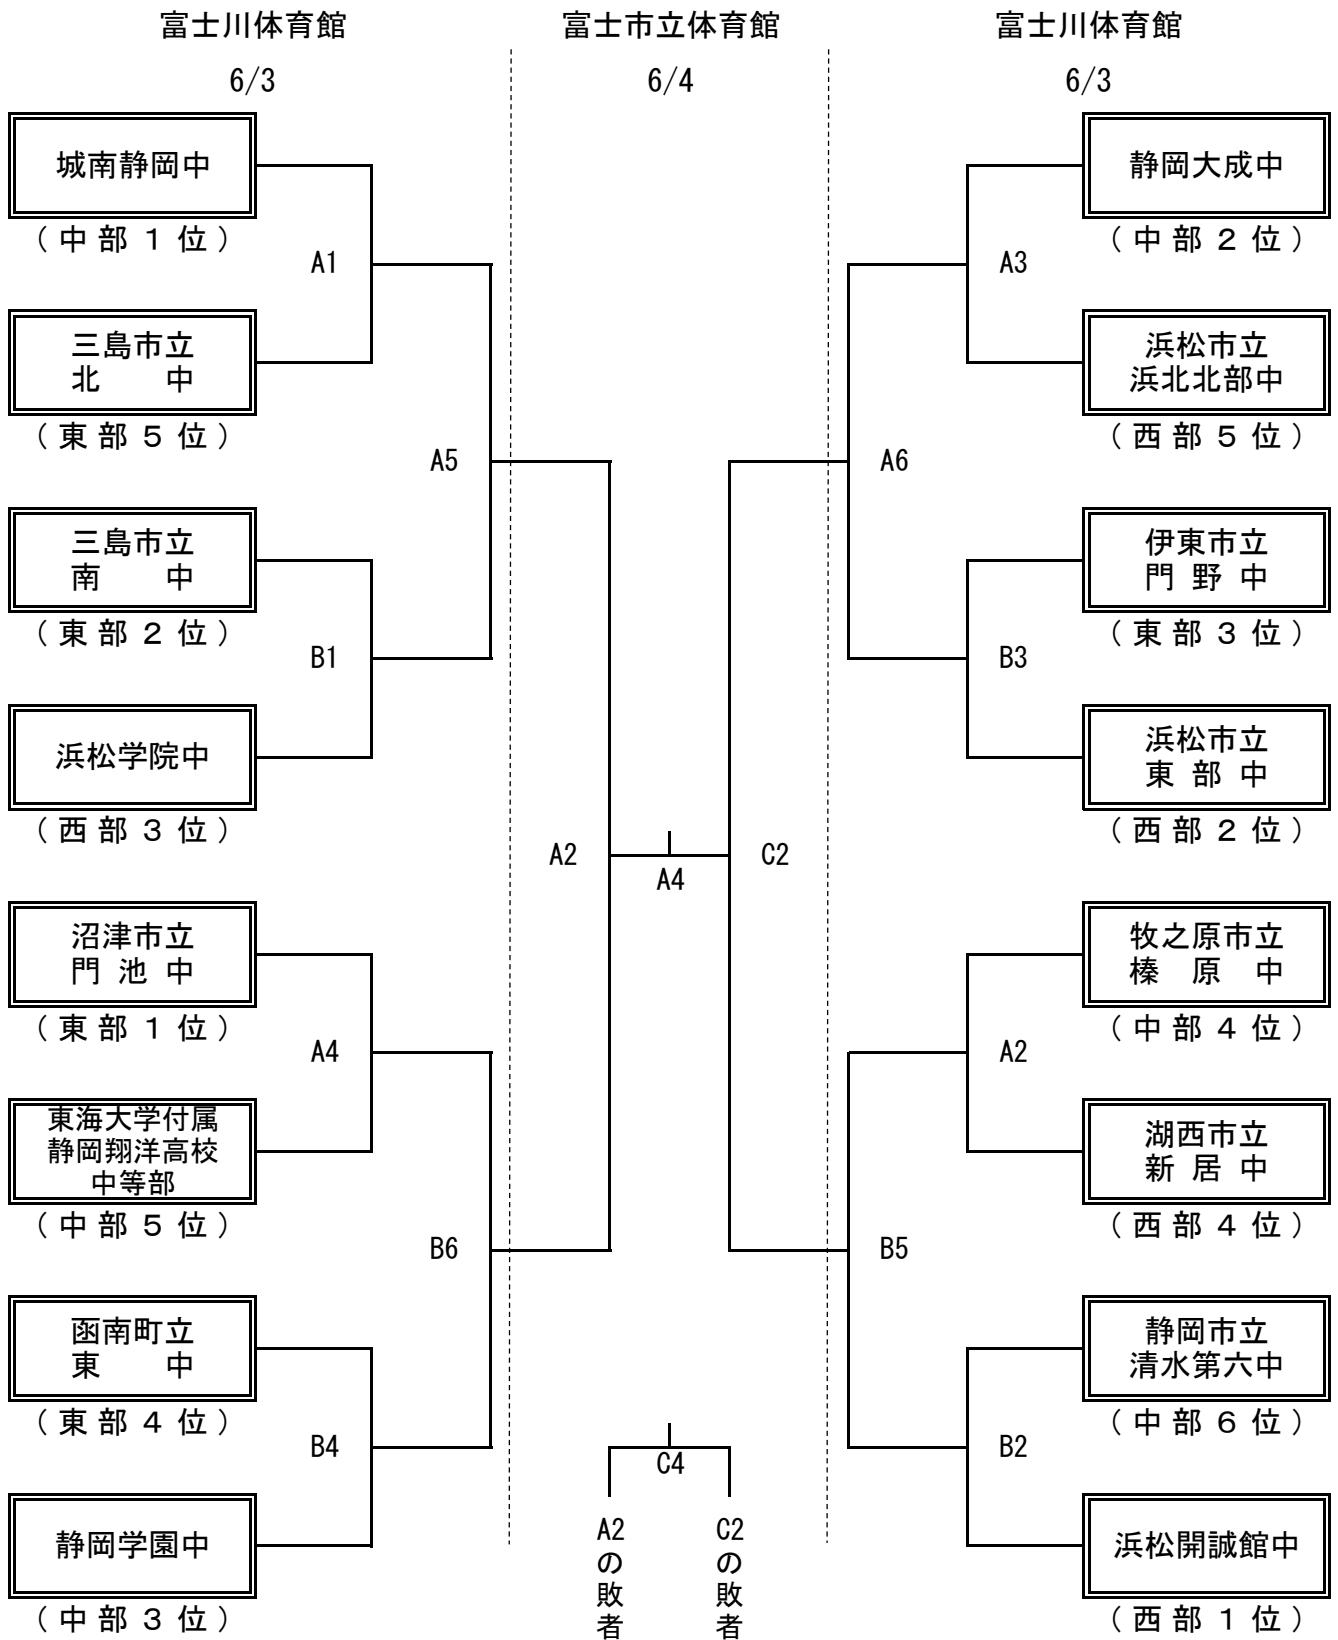 富士川体育館
6/3
富士市立体育館
6/4
富士川体育館
6/3
城南静岡中
（中部１位）
A1
三島市立
北　　中
（東部５位）
A5
三島市立
南　　中
（東部２位）
B1
浜松学院中
（西部３位）
沼津市立
門 池 中
（東部１位）
A4
東海大学付属
静岡翔洋高校
中等部
（中部５位）
B6
函南町立
東　　中
（東部４位）
B4
静岡学園中
（中部３位）
A2
A4
C2
C4
A2の敗者
C2の敗者
静岡大成中
（中部２位）
A3
浜松市立
浜北北部中
（西部５位）
A6
伊東市立
門 野 中
（東部３位）
B3
浜松市立
東 部 中
（西部２位）
牧之原市立
榛　原　中
（中部４位）
A2
湖西市立
新 居 中
（西部４位）
B5
静岡市立
清水第六中
（中部６位）
B2
浜松開誠館中
（西部１位）